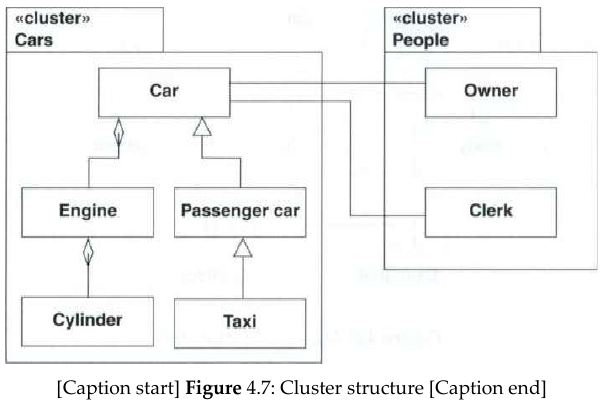 «cluster»
Cars
«cluster»
People
Car
Owner
Engine
Passenger car
Clerk
Cylinder
Taxi
[Caption start] Figure 4.7: Cluster structure [Caption end]